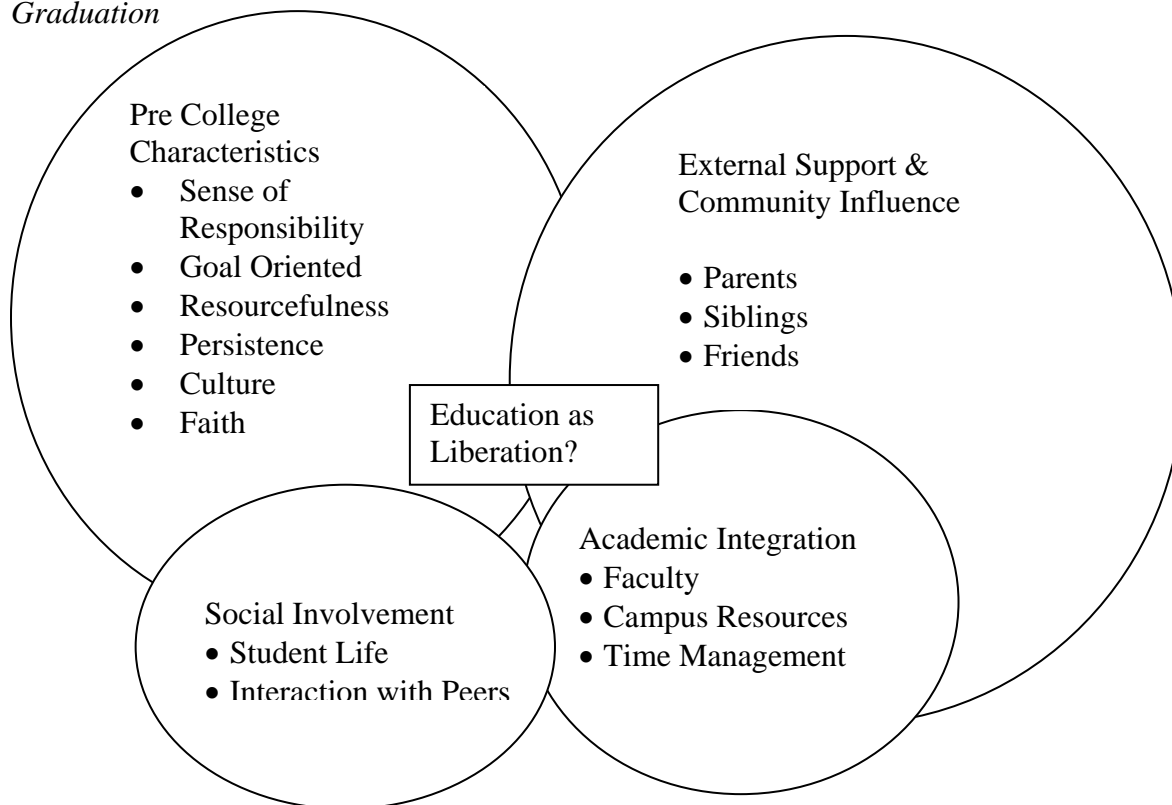 Graduation
Pre College
Characteristics
• Sense of
Responsibility
• Goal Oriented
• Resourcefulness
• Persistence
• Culture
• Faith
External Support &
Community Influence
• Parents
• Siblings
• Friends
Education as
Liberation?
Social Involvement
• Student Life
• Interaction with Peers
Academic Integration
• Faculty
• Campus Resources
• Time Management